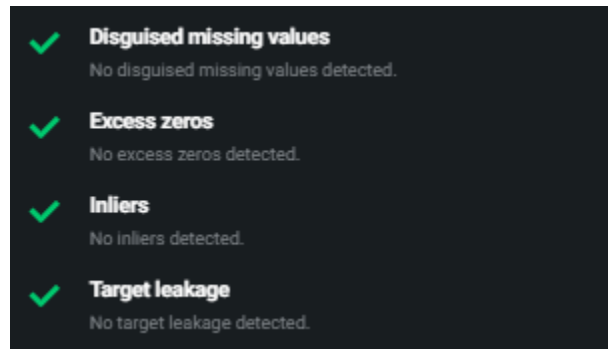 Disguised missing values
No disguised missing values detected.
Excess zeros
No excess zeros detected.
Inliers
No inliers detected.
Target leakage
No target leakage detected.